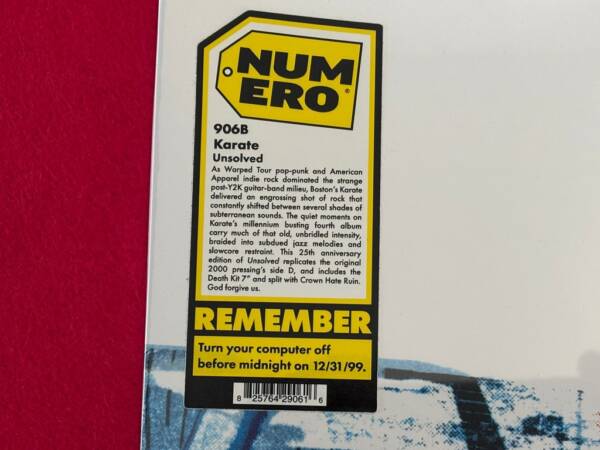 NUM
ERO®
906B
Karate
Unsolved
As Warped Tour pop-punk and American
Apparel indie rock dominated the strange
post-Y2K guitar-band milieu, Boston's Karate
delivered an engrossing shot of rock that
constantly shifted between several shades of
subterranean sounds. The quiet moments on
Karate's millennium busting fourth album
carry much of that old, unbridled intensity,
braided into subdued jazz melodies and
slowcore restraint. This 25th anniversary
edition of Unsolved replicates the original
2000 pressing's side D, and includes the
Death Kit 7" and split with Crown Hate Ruin.
God forgive us.
REMEMBER
Turn your computer off
before midnight on 12/31/99.
8 25764 29061 6